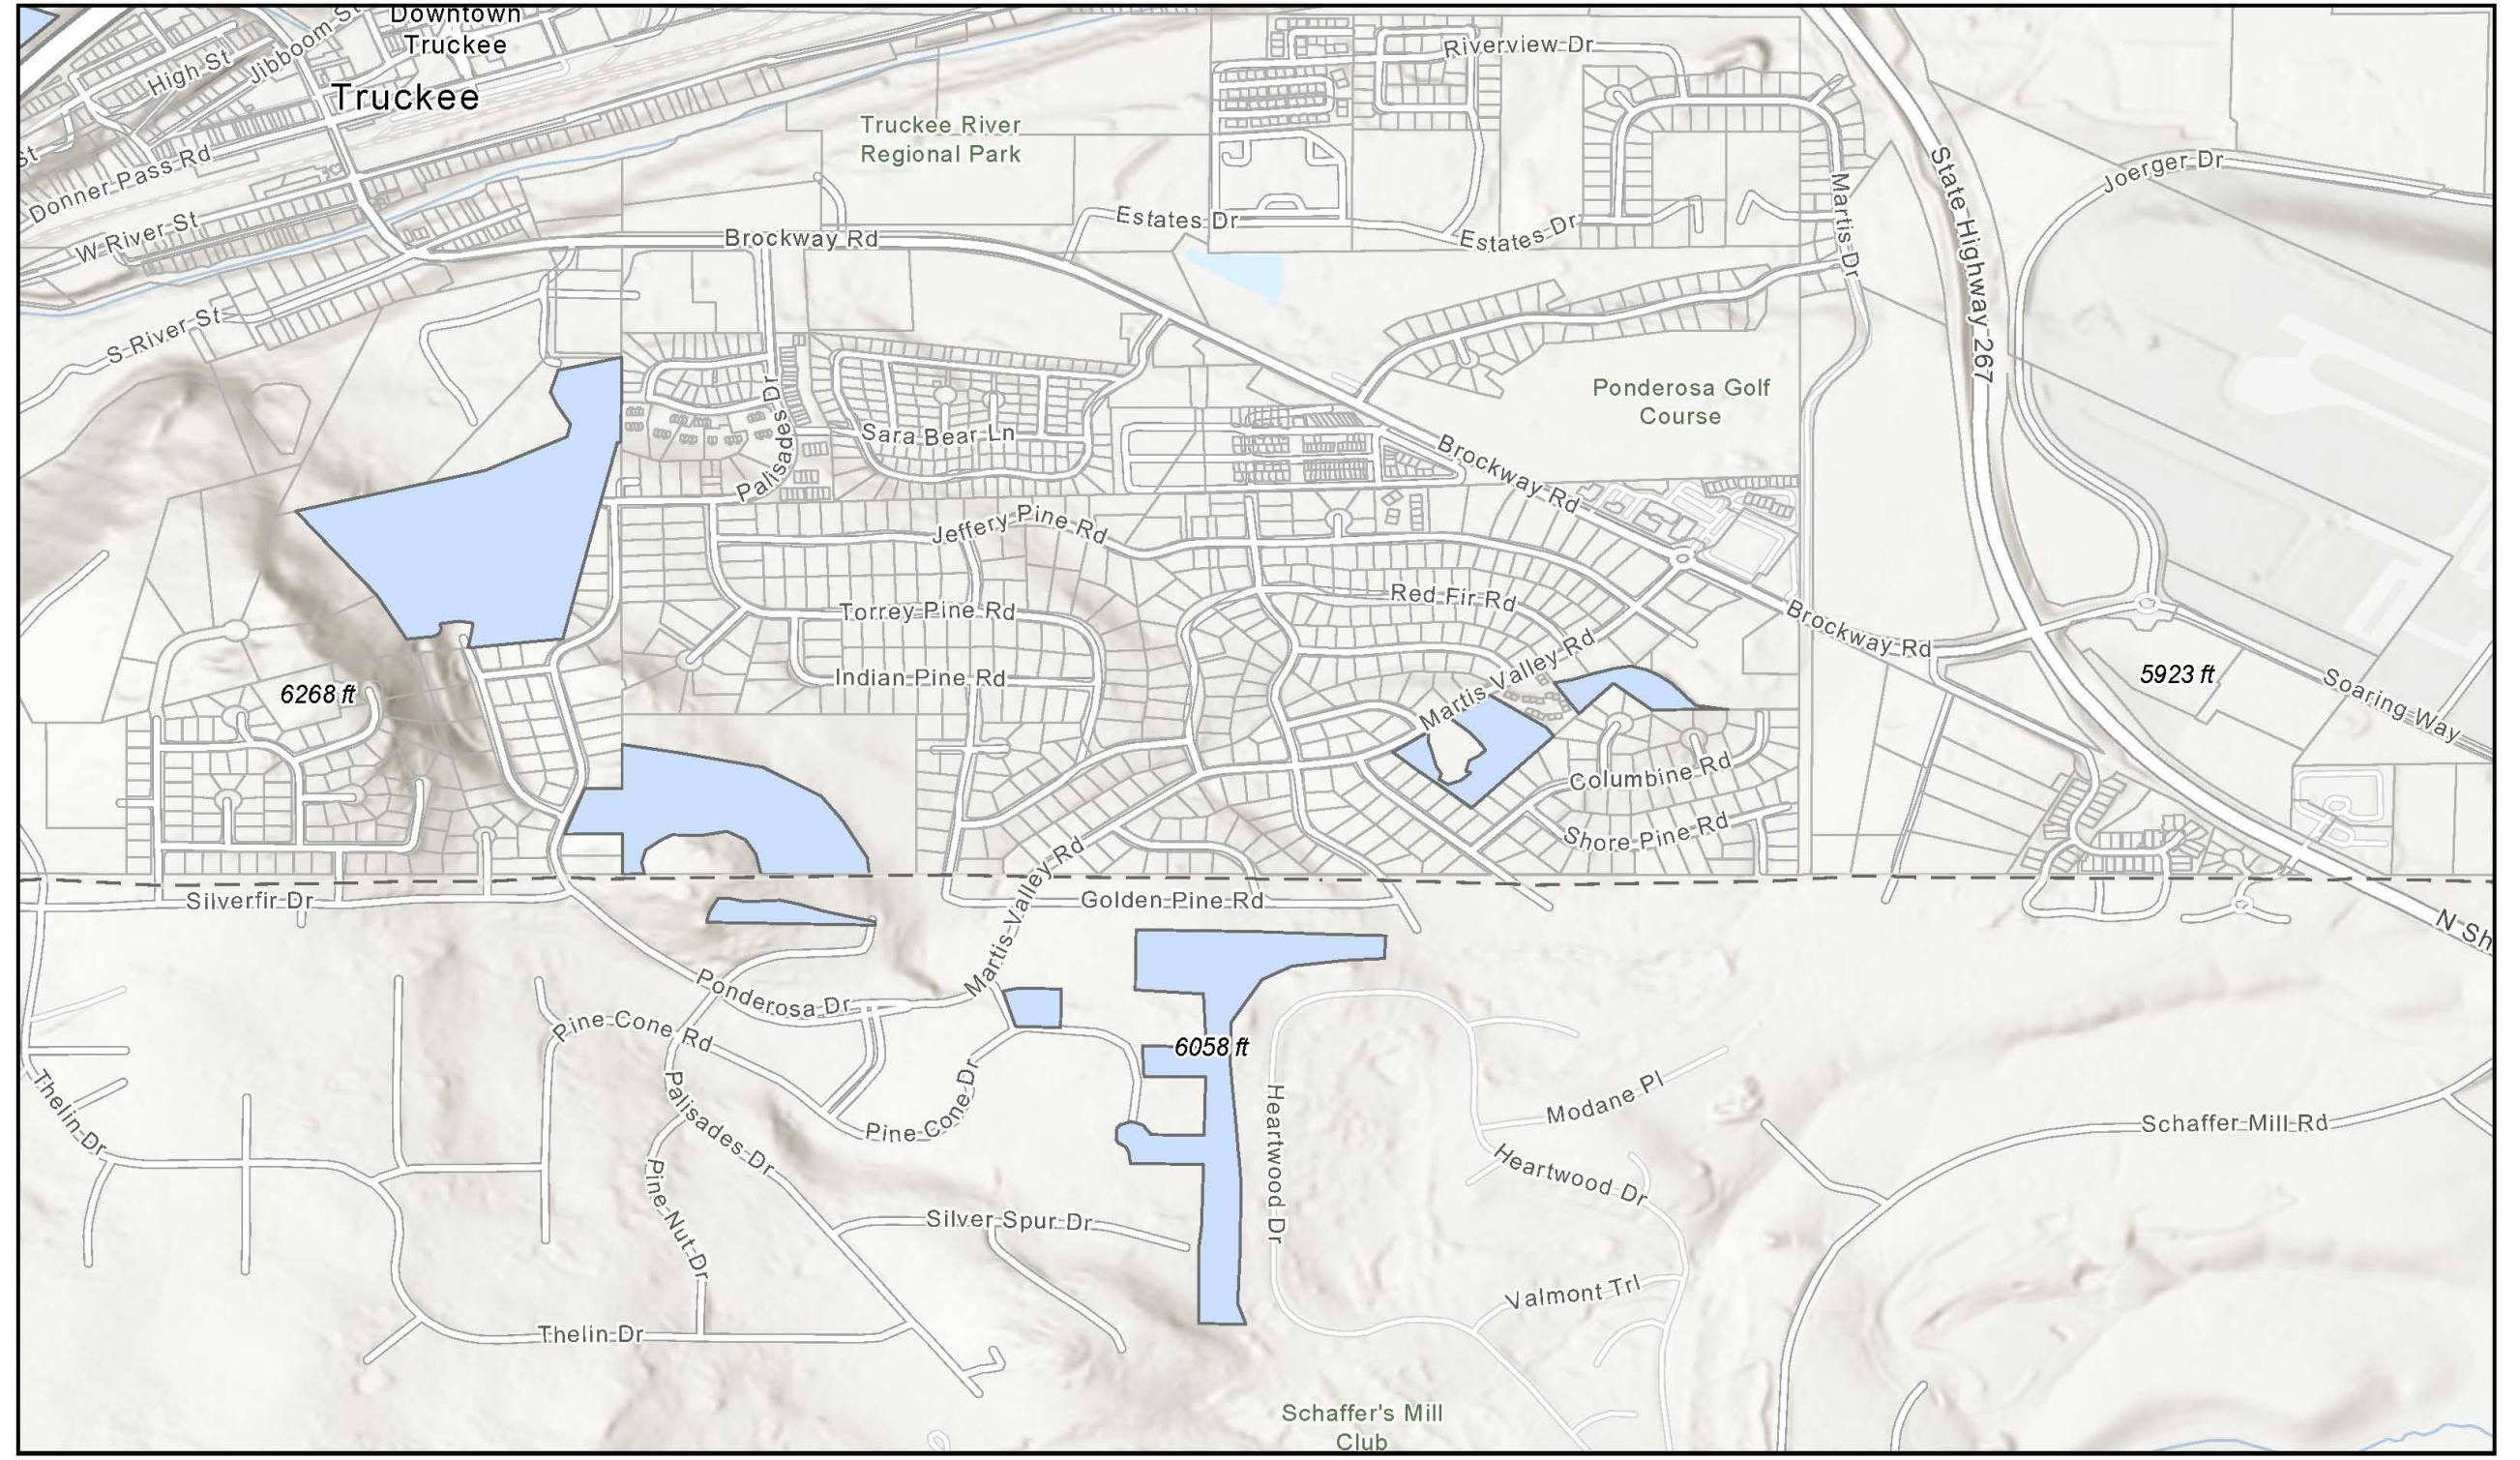 Downtown
Truckee
Riverview Dr
High St
Jibboom St
Truckee
Truckee River
Regional Park
St
Donner Pass Rd
State Highway 267
Joerger Dr
Martis Dr
W River St
Brockway Rd
Estates Dr
Estates Dr
S River St
Ponderosa Golf
Course
Palisades Dr
Sara Bear Ln
Brockway Rd
Jeffery Pine Rd
Red Fir Rd
Torrey Pine Rd
Brockway Rd
Indian Pine Rd
Martis Valley Rd
6268 ft
5923 ft
Soaring Way
Columbine Rd
Shore Pine Rd
Martis Valley Rd
Silverfir Dr
Golden Pine Rd
N Sh
Ponderosa Dr
Pine Cone Rd
6058 ft
Thelin Dr
Palisades Dr
Pine Cone Dr
Heartwood Dr
Modane Pl
Schaffer Mill Rd
Heartwood Dr
Pine Nut Dr
Silver Spur Dr
Valmont Trl
Thelin Dr
Schaffer's Mill
Club